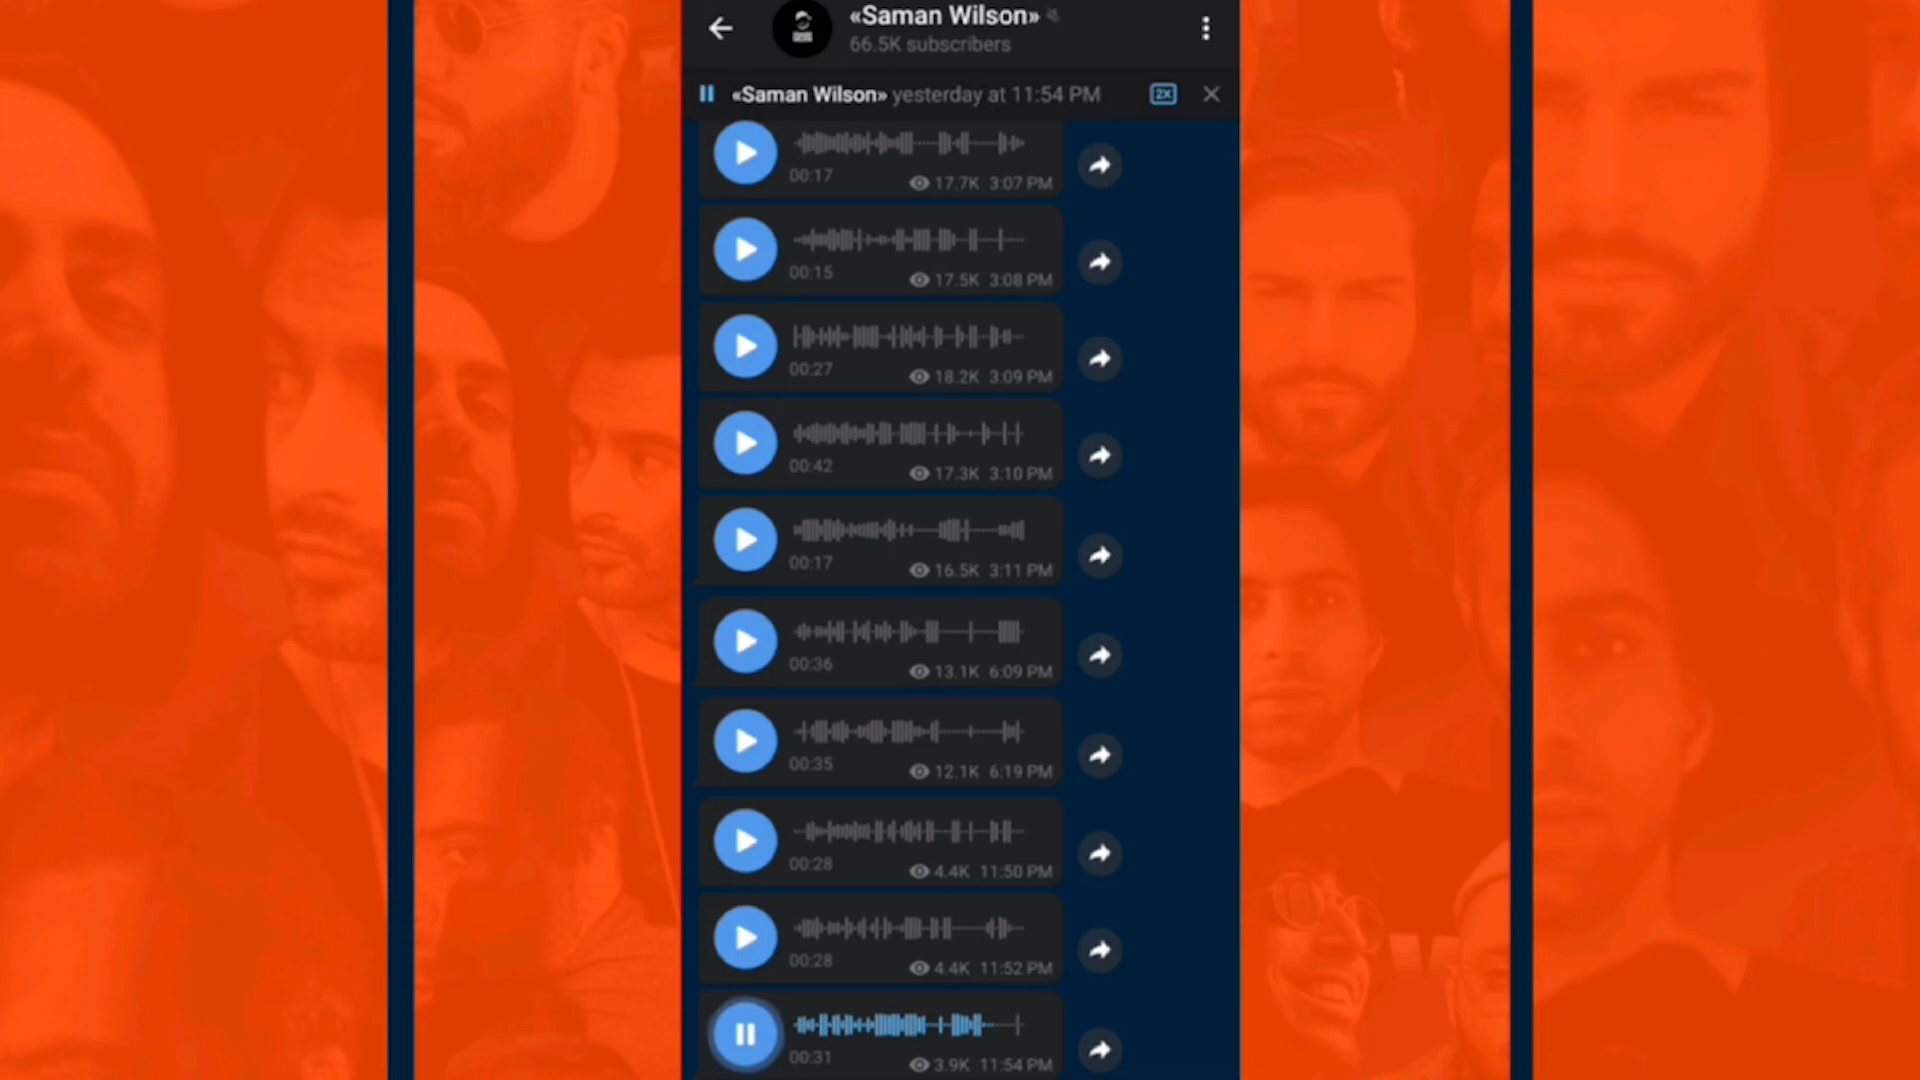 «Saman Wilson»
66.5K subscribers
«Saman Wilson» yesterday at 11:54 PM 2X
00:17 17.7K 3:07 PM
00:15 17.5K 3:08 PM
00:27 18.2K 3:09 PM
00:42 17.3K 3:10 PM
00:17 16.5K 3:11 PM
00:36 13.1K 6:09 PM
00:35 12.1K 6:19 PM
00:28 4.4K 11:50 PM
00:28 4.4K 11:52 PM
00:31 3.9K 11:54 PM